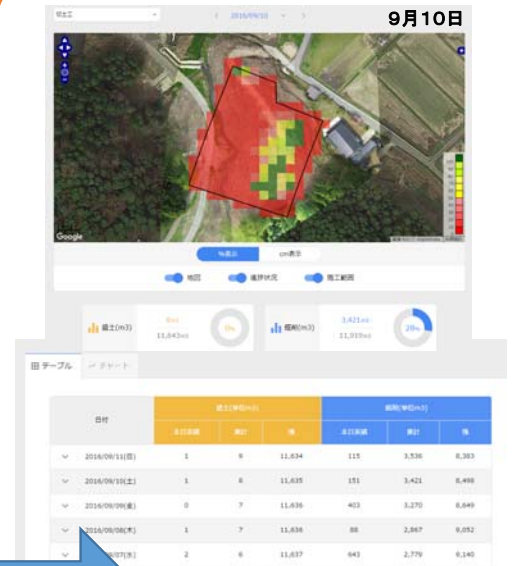 切土工
2016/09/10
9月10日
Google
%表示 cm表示
地図 進捗状況 施工範囲
盛土(m3) 8m3 11,643m3 0%
掘削(m3) 3,421m3 11,919m3 28%
テーブル チャート
日付 盛土(単位m3) 掘削(単位m3)
本日実績 累計 残 本日実績 累計 残
2016/09/11(日) 1 9 11,634 115 3,536 8,383
2016/09/10(土) 1 8 11,635 151 3,421 8,498
2016/09/09(金) 0 7 11,636 403 3,270 8,649
2016/09/08(木) 1 7 11,636 88 2,867 9,052
09/07(水) 2 6 11,637 643 2,779 9,140